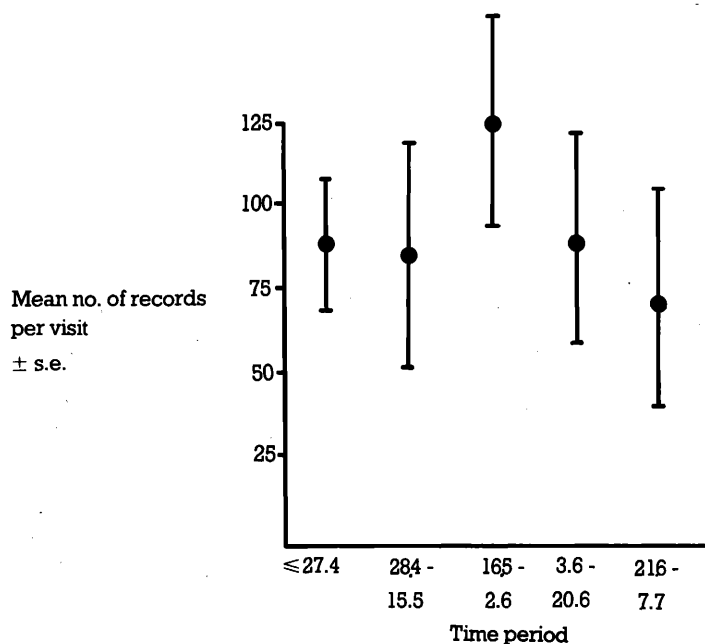 125
100
75
50
25
Mean no. of records
per visit
± s.e.
≤27.4 28.4 - 16.5 - 3.6 - 21.6 -
15.5 2.6 20.6 7.7
Time period